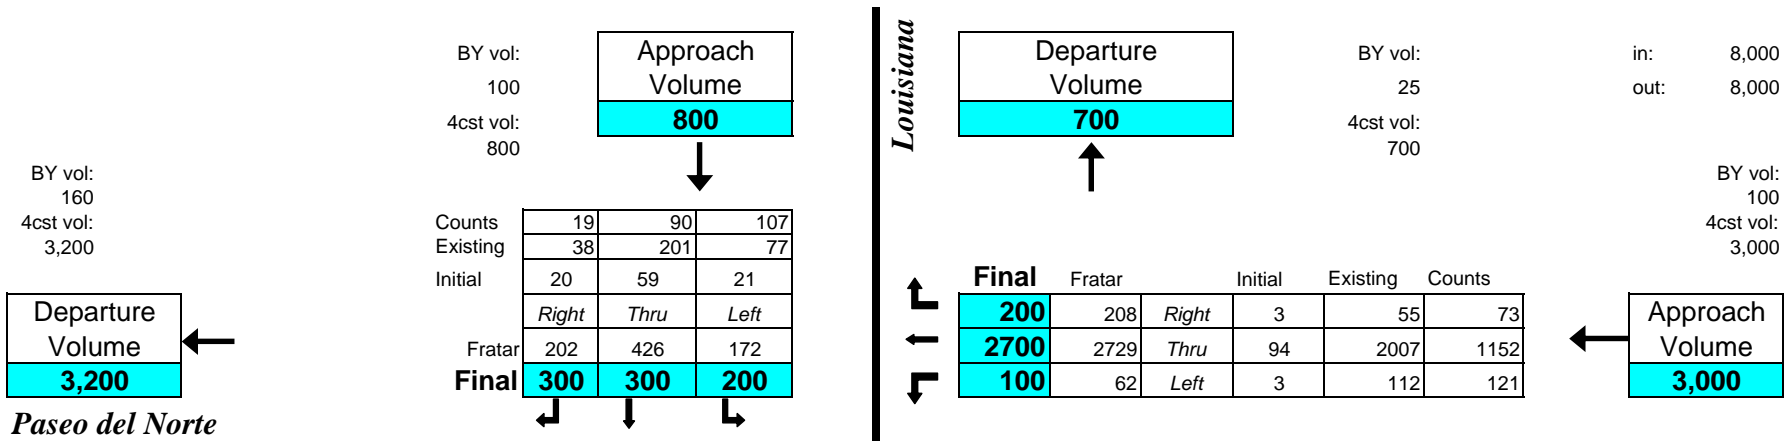 BY vol:
100
4cst vol:
800
Approach
Volume
800
Louisiana
Departure
Volume
700
BY vol:
25
4cst vol:
700
in: 8,000
out: 8,000
BY vol:
160
4cst vol:
3,200
BY vol:
100
4cst vol:
3,000
Counts 19 90 107
Existing 38 201 77
Initial 20 59 21
Right Thru Left
Fratar 202 426 172
Final 300 300 200
Final Fratar Initial Existing Counts
200 208 Right 3 55 73
2700 2729 Thru 94 2007 1152
100 62 Left 3 112 121
Departure
Volume
3,200
Approach
Volume
3,000
Paseo del Norte